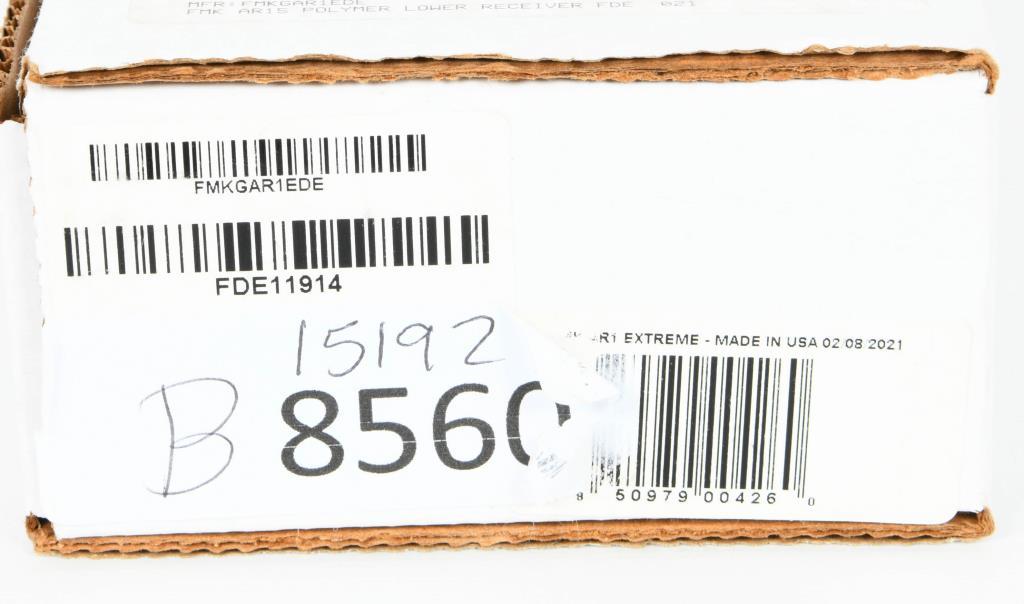 MFR: FMKGAR1EDE
FMK AR15 POLYMER LOWER RECEIVER FDE 021
FMKGAR1EDE
FDE11914
15192
B 8560
AR1 EXTREME - MADE IN USA 02 08 2021
8 50979 00426 0